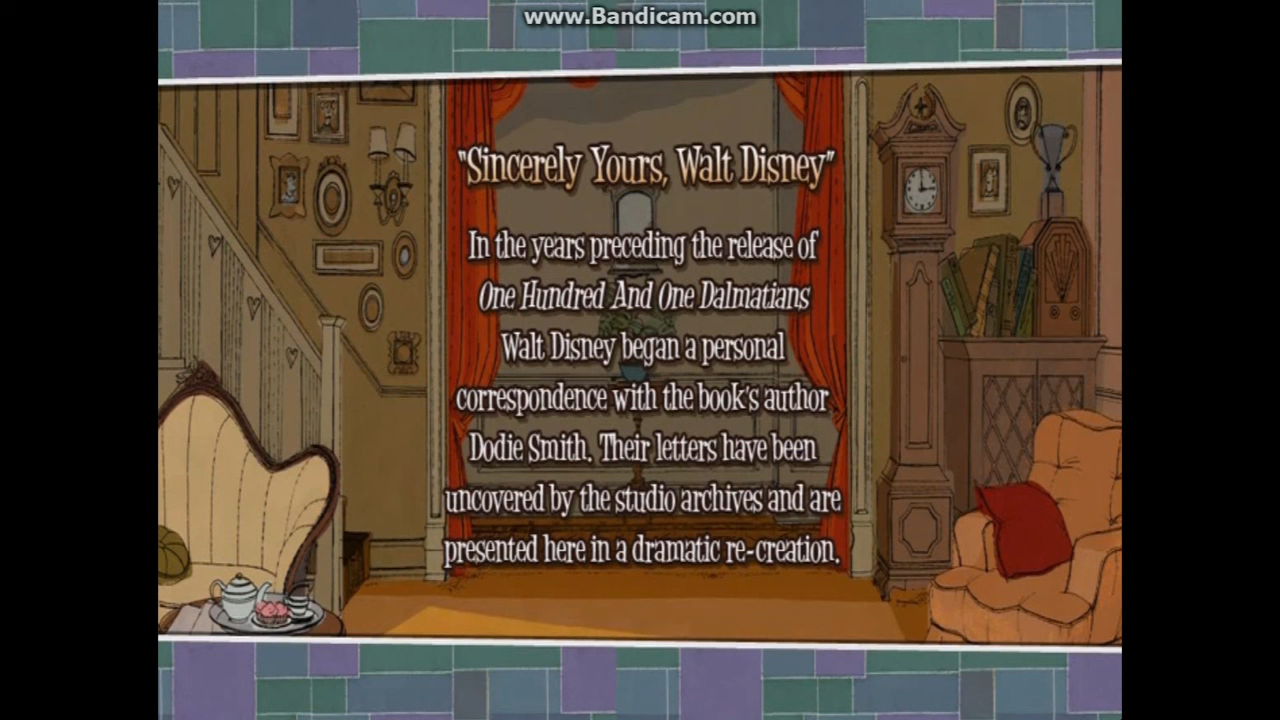 www.Bandicam.com
"Sincerely Yours, Walt Disney"
In the years preceding the release of
One Hundred And One Dalmatians
Walt Disney began a personal
correspondence with the book's author
Dodie Smith. Their letters have been
uncovered by the studio archives and are
presented here in a dramatic re-creation.